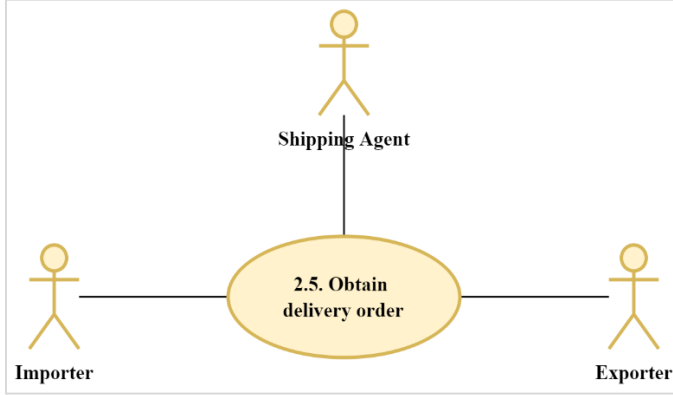 Shipping Agent
2.5. Obtain
delivery order
Importer
Exporter